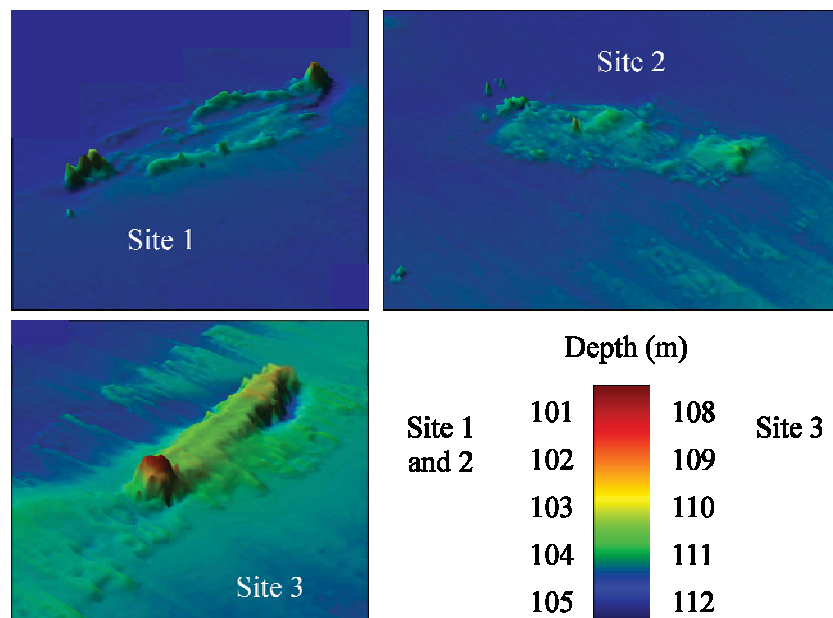 Site 1
Site 2
Site 3
Depth (m)
Site 1
and 2
Site 3
101 108
102 109
103 110
104 111
105 112